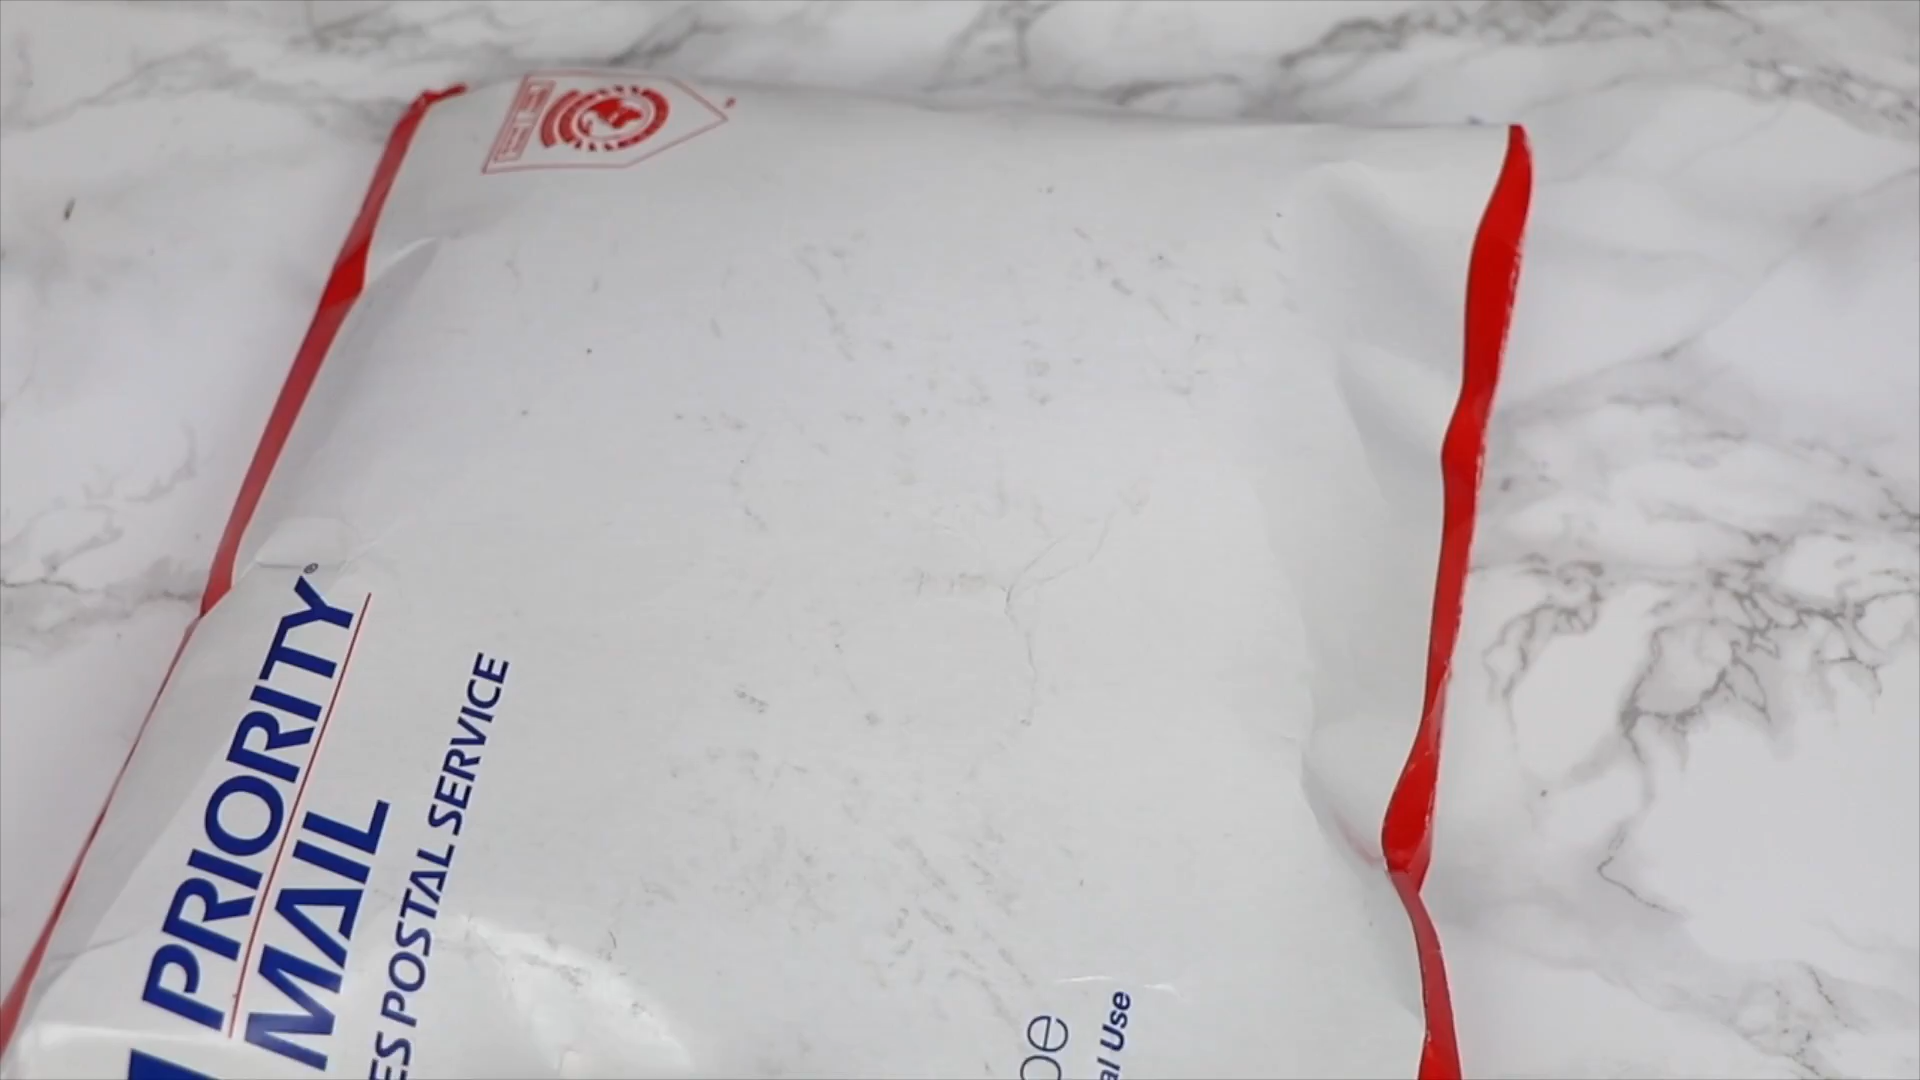 PRIORITY®
MAIL
ES POSTAL SERVICE
pe
al Use